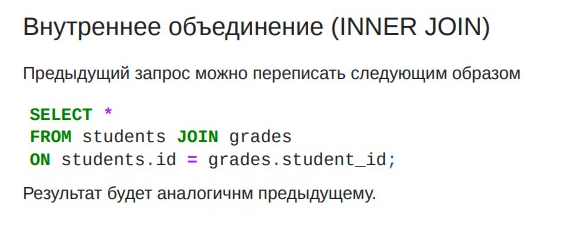 Внутреннее объединение (INNER JOIN)
Предыдущий запрос можно переписать следующим образом
SELECT *
FROM students JOIN grades
ON students.id = grades.student_id;
Результат будет аналогичнм предыдущему.